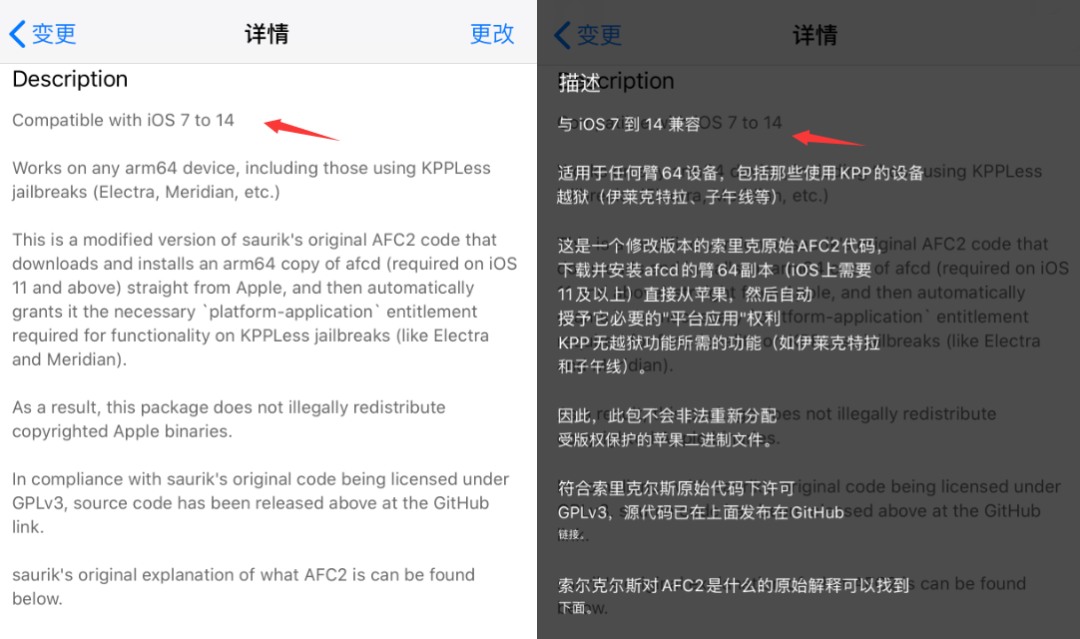 变更
详情
更改
Description
Compatible with iOS 7 to 14
Works on any arm64 device, including those using KPPLess
jailbreaks (Electra, Meridian, etc.)
This is a modified version of saurik's original AFC2 code that
downloads and installs an arm64 copy of afcd (required on iOS
11 and above) straight from Apple, and then automatically
grants it the necessary `platform-application` entitlement
required for functionality on KPPLess jailbreaks (like Electra
and Meridian).
As a result, this package does not illegally redistribute
copyrighted Apple binaries.
In compliance with saurik's original code being licensed under
GPLv3, source code has been released above at the GitHub
link.
saurik's original explanation of what AFC2 is can be found
below.
变更
详情
描述
与 iOS 7 到 14 兼容
适用于任何臂 64 设备，包括那些使用 KPP 的设备
越狱（伊莱克特拉、子午线等）
这是一个修改版本的索里克原始 AFC2 代码,
下载并安装 afcd 的臂 64 副本（iOS 上需要
11 及以上）直接从苹果，然后自动
授予它必要的"平台应用"权利
KPP 无越狱功能所需的功能（如伊莱克特拉
和子午线）。
因此，此包不会非法重新分配
受版权保护的苹果二进制文件。
符合索里克尔斯原始代码下许可
GPLv3，源代码已在上面发布在 GitHub
链接。
索尔克尔斯对 AFC2 是什么的原始解释可以找到
下面。